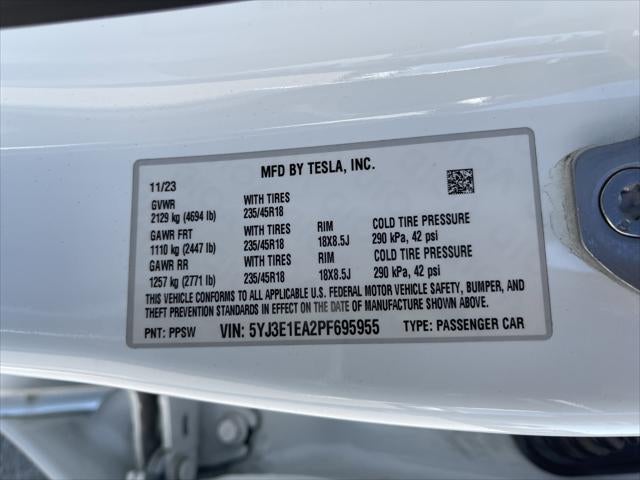 MFD BY TESLA, INC.
11/23
GVWR WITH TIRES
2129 kg (4694 lb) 235/45R18
GAWR FRT WITH TIRES RIM COLD TIRE PRESSURE
1110 kg (2447 lb) 235/45R18 18X8.5J 290 kPa, 42 psi
GAWR RR WITH TIRES RIM COLD TIRE PRESSURE
1257 kg (2771 lb) 235/45R18 18X8.5J 290 kPa, 42 psi
THIS VEHICLE CONFORMS TO ALL APPLICABLE U.S. FEDERAL MOTOR VEHICLE SAFETY, BUMPER, AND
THEFT PREVENTION STANDARDS IN EFFECT ON THE DATE OF MANUFACTURE SHOWN ABOVE.
PNT: PPSW VIN: 5YJ3E1EA2PF695955 TYPE: PASSENGER CAR